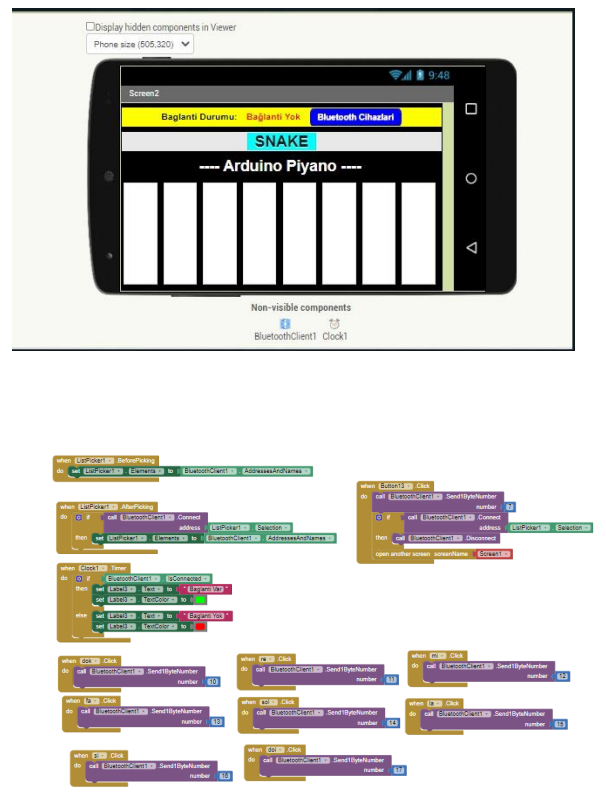 Display hidden components in Viewer
Phone size (505,320)
9:48
Screen2
Baglanti Durumu: Bağlanti Yok Bluetooth Cihazlari
SNAKE
---- Arduino Piyano ----
Non-visible components
BluetoothClient1 Clock1
when ListPicker1 .BeforePicking
do set ListPicker1 . Elements to BluetoothClient1 . AddressesAndNames
when ListPicker1 .AfterPicking
do if call BluetoothClient1 .Connect
address ListPicker1 . Selection
then set ListPicker1 . Elements to BluetoothClient1 . AddressesAndNames
when Button13 .Click
do call BluetoothClient1 .Send1ByteNumber
number 7
if call BluetoothClient1 .Connect
address ListPicker1 . Selection
then call BluetoothClient1 .Disconnect
open another screen screenName Screen1
when Clock1 .Timer
do if BluetoothClient1 . IsConnected
then set Label3 . Text to " Baglanti Var "
set Label3 . TextColor to
else set Label3 . Text to " Baglanti Yok "
set Label3 . TextColor to
when dok .Click
do call BluetoothClient1 .Send1ByteNumber
number 10
when re .Click
do call BluetoothClient1 .Send1ByteNumber
number 11
when mi .Click
do call BluetoothClient1 .Send1ByteNumber
number 12
when fa .Click
do call BluetoothClient1 .Send1ByteNumber
number 13
when sol .Click
do call BluetoothClient1 .Send1ByteNumber
number 14
when la .Click
do call BluetoothClient1 .Send1ByteNumber
number 15
when si .Click
do call BluetoothClient1 .Send1ByteNumber
number 16
when doi .Click
do call BluetoothClient1 .Send1ByteNumber
number 17